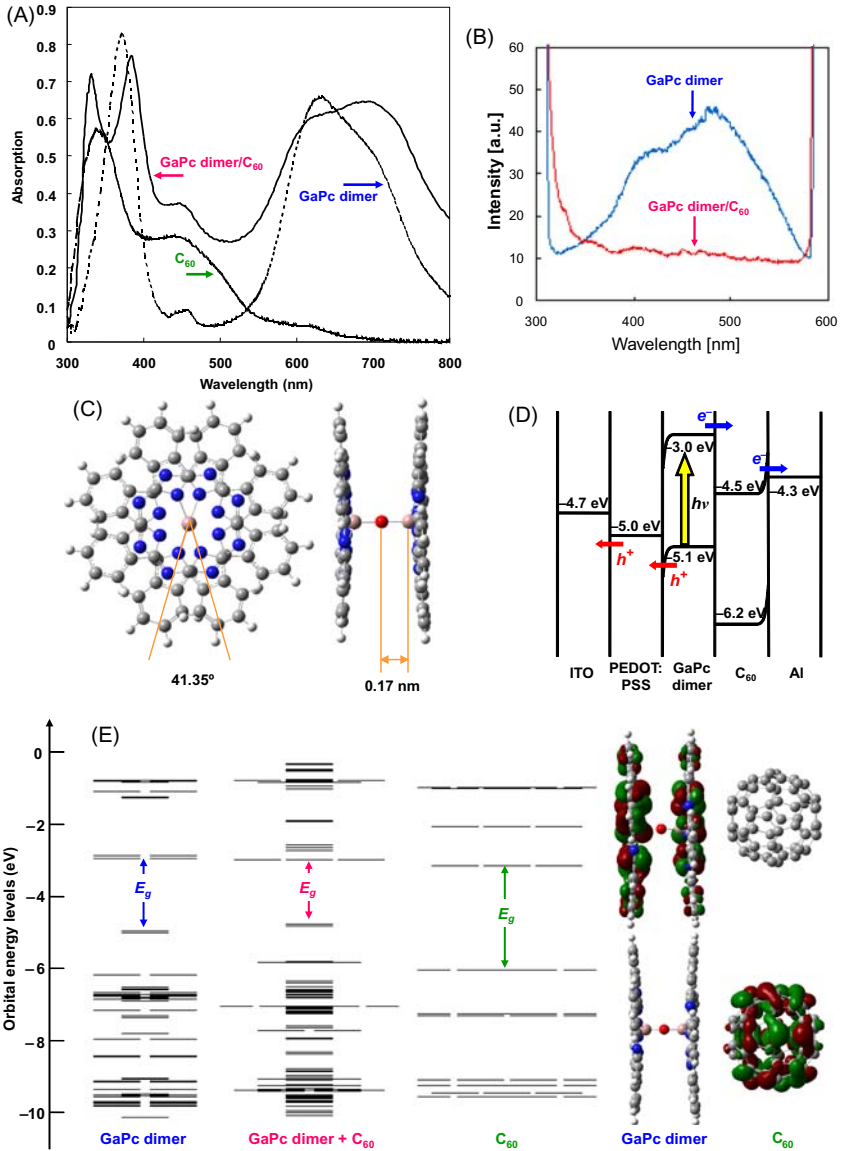 (A)
0.9
0.8
0.7
0.6
0.5
0.4
0.3
0.2
0.1
0
Absorption
GaPc dimer/C60
GaPc dimer
C60
300 400 500 600 700 800
Wavelength (nm)
(B)
60
50
40
30
20
10
0
Intensity [a.u.]
GaPc dimer
GaPc dimer/C60
300 400 500 600
Wavelength [nm]
(C)
41.35º
0.17 nm
(D)
e–
–3.0 eV
e–
–4.5 eV
–4.3 eV
–4.7 eV
hν
–5.0 eV
–5.1 eV
h+
h+
–6.2 eV
ITO
PEDOT:
PSS
GaPc
dimer
C60
Al
(E)
0
–2
–4
–6
–8
–10
Orbital energy levels (eV)
Eg
Eg
Eg
GaPc dimer
GaPc dimer + C60
C60
GaPc dimer
C60